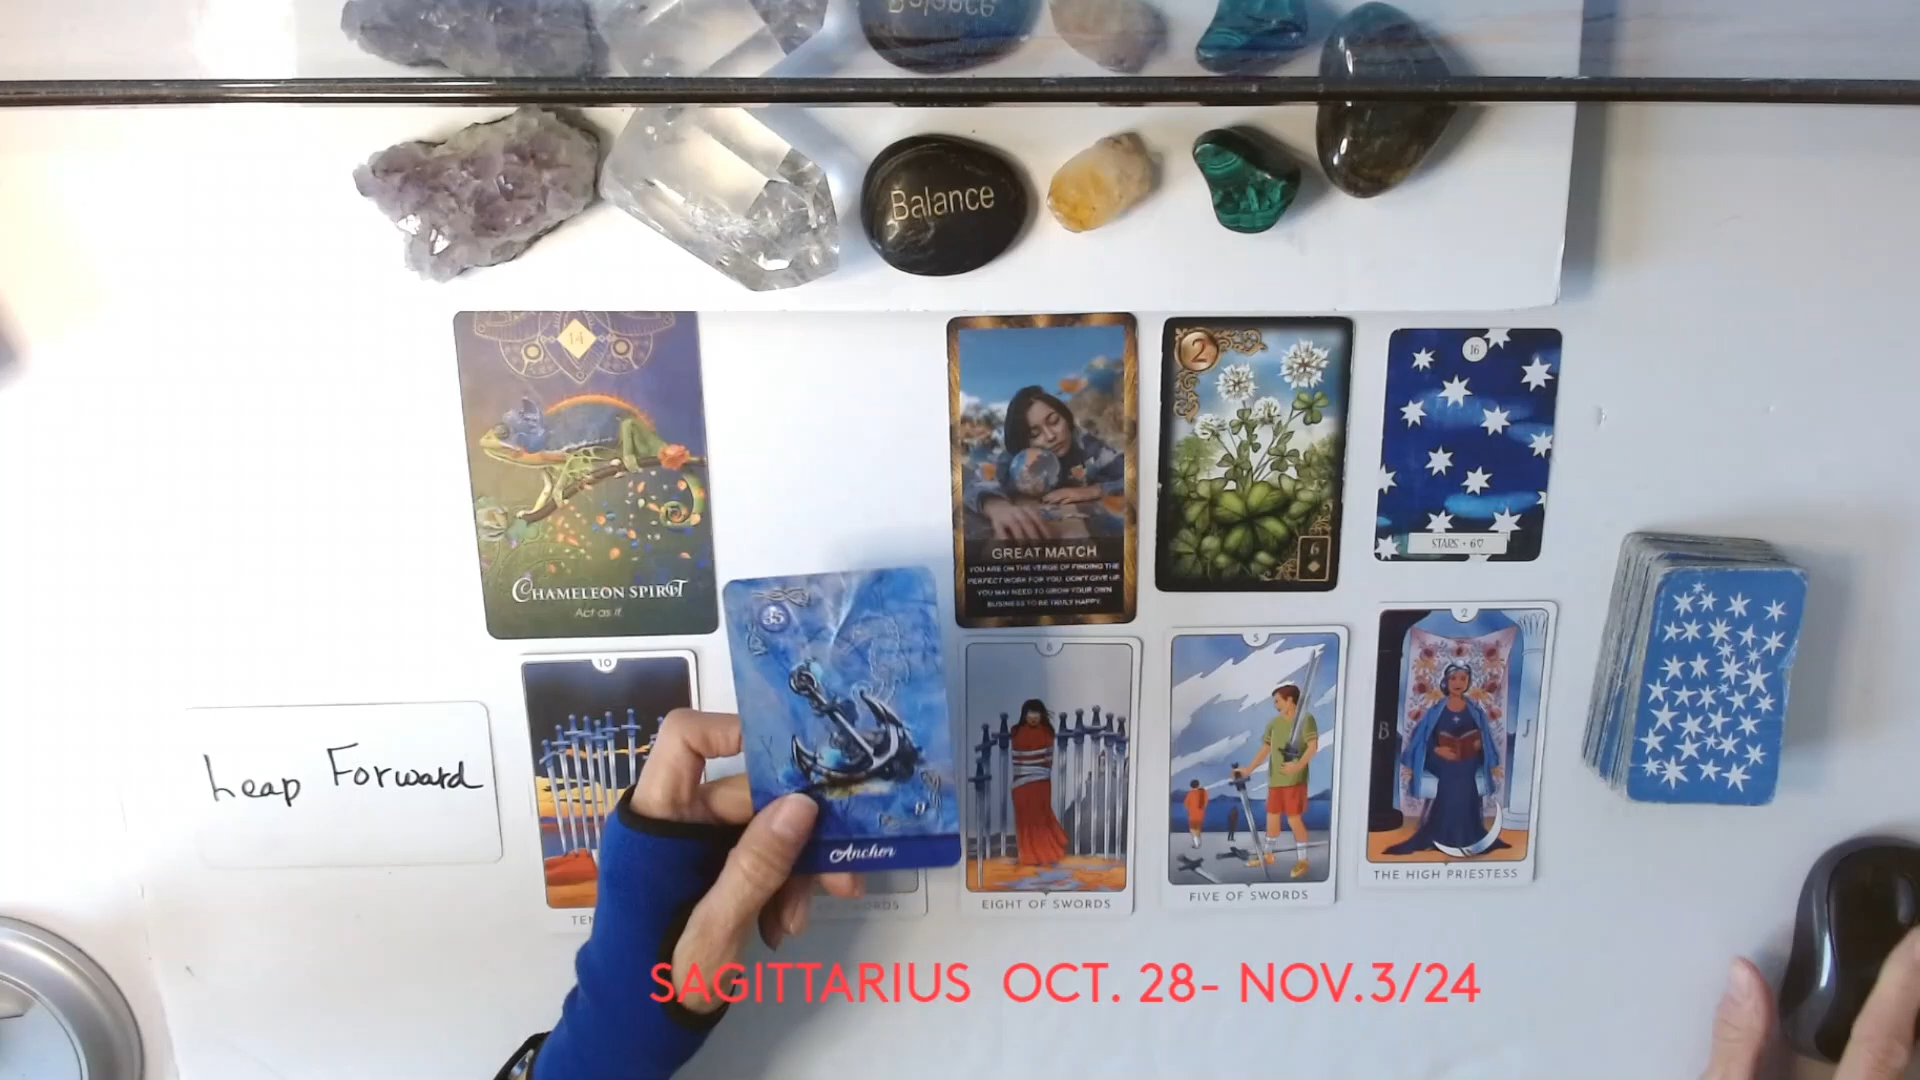 Balance
Balance
14
CHAMELEON SPIRIT
Act as if
GREAT MATCH
YOU ARE ON THE VERGE OF FINDING THE
PERFECT WORK FOR YOU. DON'T GIVE UP.
YOU MAY NEED TO GROW YOUR OWN
BUSINESS TO BE TRULY HAPPY.
2
6
16
STARS • 6♡
35
Anchor
Leap Forward
10
TEN
SWORDS
8
EIGHT OF SWORDS
5
FIVE OF SWORDS
2
B
J
THE HIGH PRIESTESS
SAGITTARIUS OCT. 28- NOV.3/24